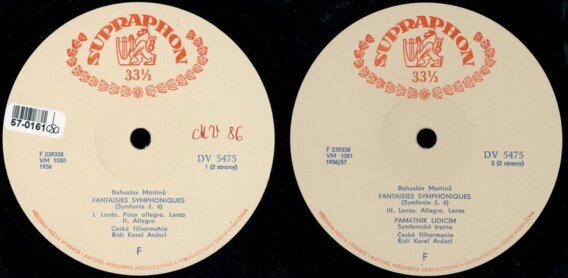 SUPRAPHON
33⅓
57-0161
MV 86
F 239358
VM 1080
1956
DV 5475
1 (2 strany)
Bohuslav Martinů
FANTAISIES SYMPHONIQUES
(Symfonie č. 6)
I. Lento. Poco allegro. Lento
II. Allegro
Česká filharmonie
Řídí Karel Ančerl
F
SUPRAPHON
33⅓
F 239358
VM 1081
1956/57
DV 5475
2 (2 strany)
Bohuslav Martinů
FANTAISIES SYMPHONIQUES
(Symfonie č. 6)
III. Lento. Allegro. Lento
PAMÁTNÍK LIDICÍM
Symfonická tryzna
Česká filharmonie
Řídí Karel Ančerl
F